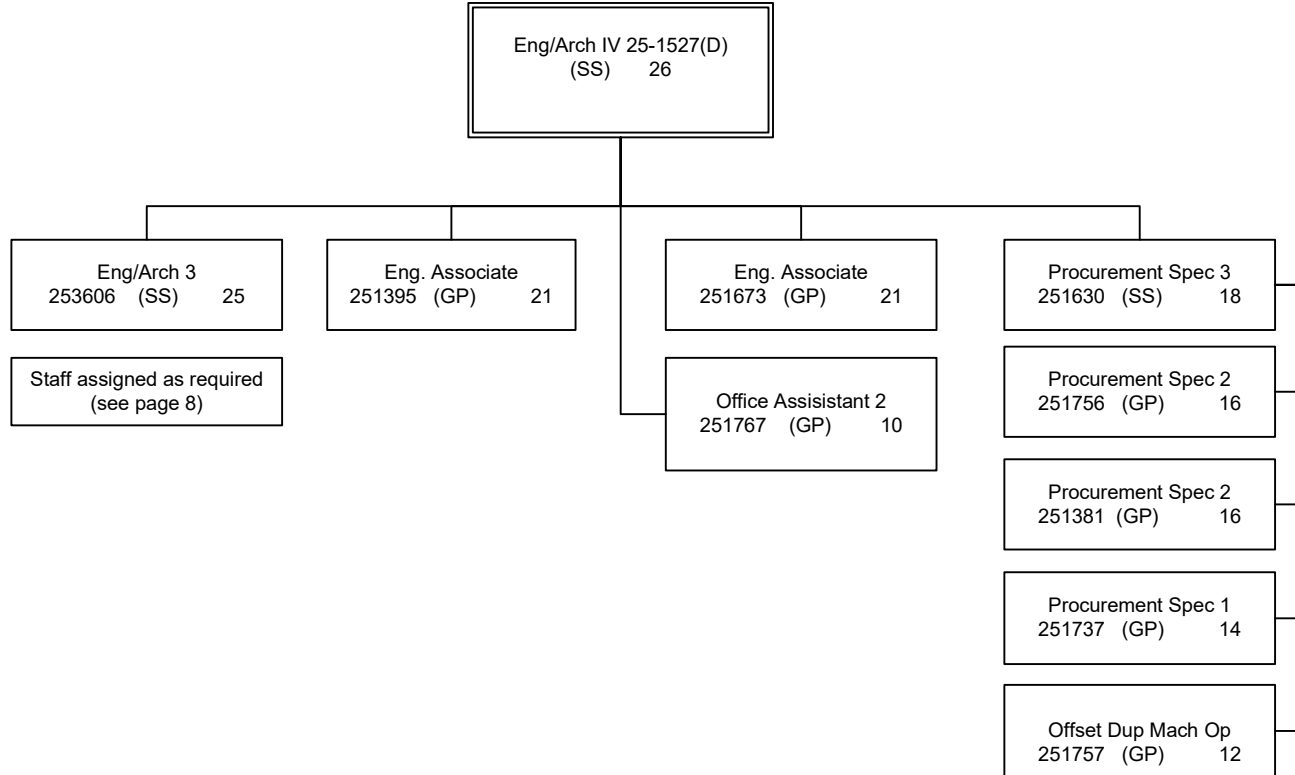 Eng/Arch IV 25-1527(D)
(SS) 26
Eng/Arch 3
253606 (SS) 25
Eng. Associate
251395 (GP) 21
Eng. Associate
251673 (GP) 21
Procurement Spec 3
251630 (SS) 18
Staff assigned as required
(see page 8)
Office Assisistant 2
251767 (GP) 10
Procurement Spec 2
251756 (GP) 16
Procurement Spec 2
251381 (GP) 16
Procurement Spec 1
251737 (GP) 14
Offset Dup Mach Op
251757 (GP) 12